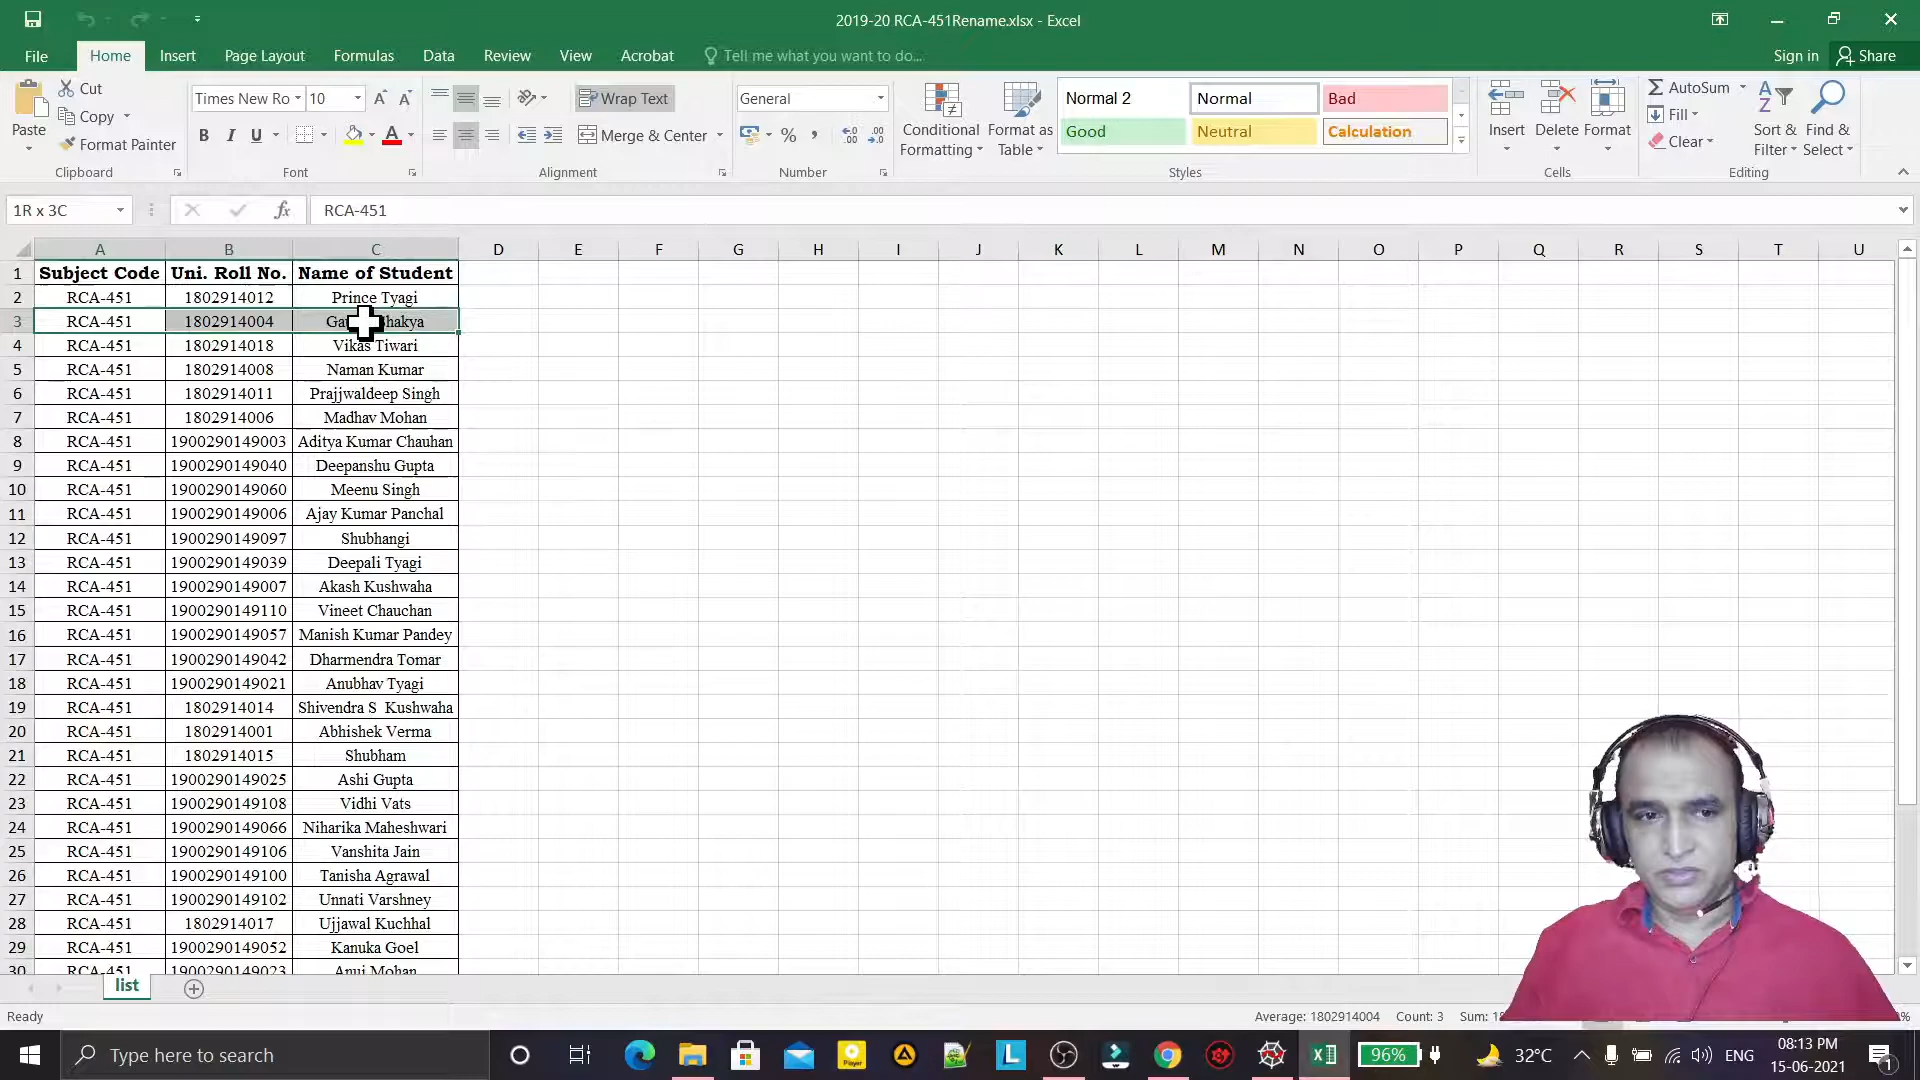 2019-20 RCA-451Rename.xlsx - Excel
File Home Insert Page Layout Formulas Data Review View Acrobat Tell me what you want to do... Sign in Share
Paste
Cut
Copy
Format Painter
Clipboard
Times New Ro 10
B I U
Font
Wrap Text
Merge & Center
Alignment
General
Number
Conditional Formatting
Format as Table
Normal 2 Normal Bad
Good Neutral Calculation
Styles
Insert Delete Format
Cells
AutoSum
Fill
Clear
Sort & Filter
Find & Select
Editing
1R x 3C fx RCA-451
A B C D E F G H I J K L M N O P Q R S T U
1 Subject Code Uni. Roll No. Name of Student
2 RCA-451 1802914012 Prince Tyagi
3 RCA-451 1802914004
4 RCA-451 1802914018 Vikas Tiwari
5 RCA-451 1802914008 Naman Kumar
6 RCA-451 1802914011 Prajjwaldeep Singh
7 RCA-451 1802914006 Madhav Mohan
8 RCA-451 1900290149003 Aditya Kumar Chauhan
9 RCA-451 1900290149040 Deepanshu Gupta
10 RCA-451 1900290149060 Meenu Singh
11 RCA-451 1900290149006 Ajay Kumar Panchal
12 RCA-451 1900290149097 Shubhangi
13 RCA-451 1900290149039 Deepali Tyagi
14 RCA-451 1900290149007 Akash Kushwaha
15 RCA-451 1900290149110 Vineet Chauchan
16 RCA-451 1900290149057 Manish Kumar Pandey
17 RCA-451 1900290149042 Dharmendra Tomar
18 RCA-451 1900290149021 Anubhav Tyagi
19 RCA-451 1802914014 Shivendra S Kushwaha
20 RCA-451 1802914001 Abhishek Verma
21 RCA-451 1802914015 Shubham
22 RCA-451 1900290149025 Ashi Gupta
23 RCA-451 1900290149108 Vidhi Vats
24 RCA-451 1900290149066 Niharika Maheshwari
25 RCA-451 1900290149106 Vanshita Jain
26 RCA-451 1900290149100 Tanisha Agrawal
27 RCA-451 1900290149102 Unnati Varshney
28 RCA-451 1802914017 Ujjawal Kuchhal
29 RCA-451 1900290149052 Kanuka Goel
30 RCA-451 1900290149023 Anuj Mohan
list
Ready Average: 1802914004 Count: 3 Sum:
Type here to search 96% 32°C ENG 08:13 PM
15-06-2021 1